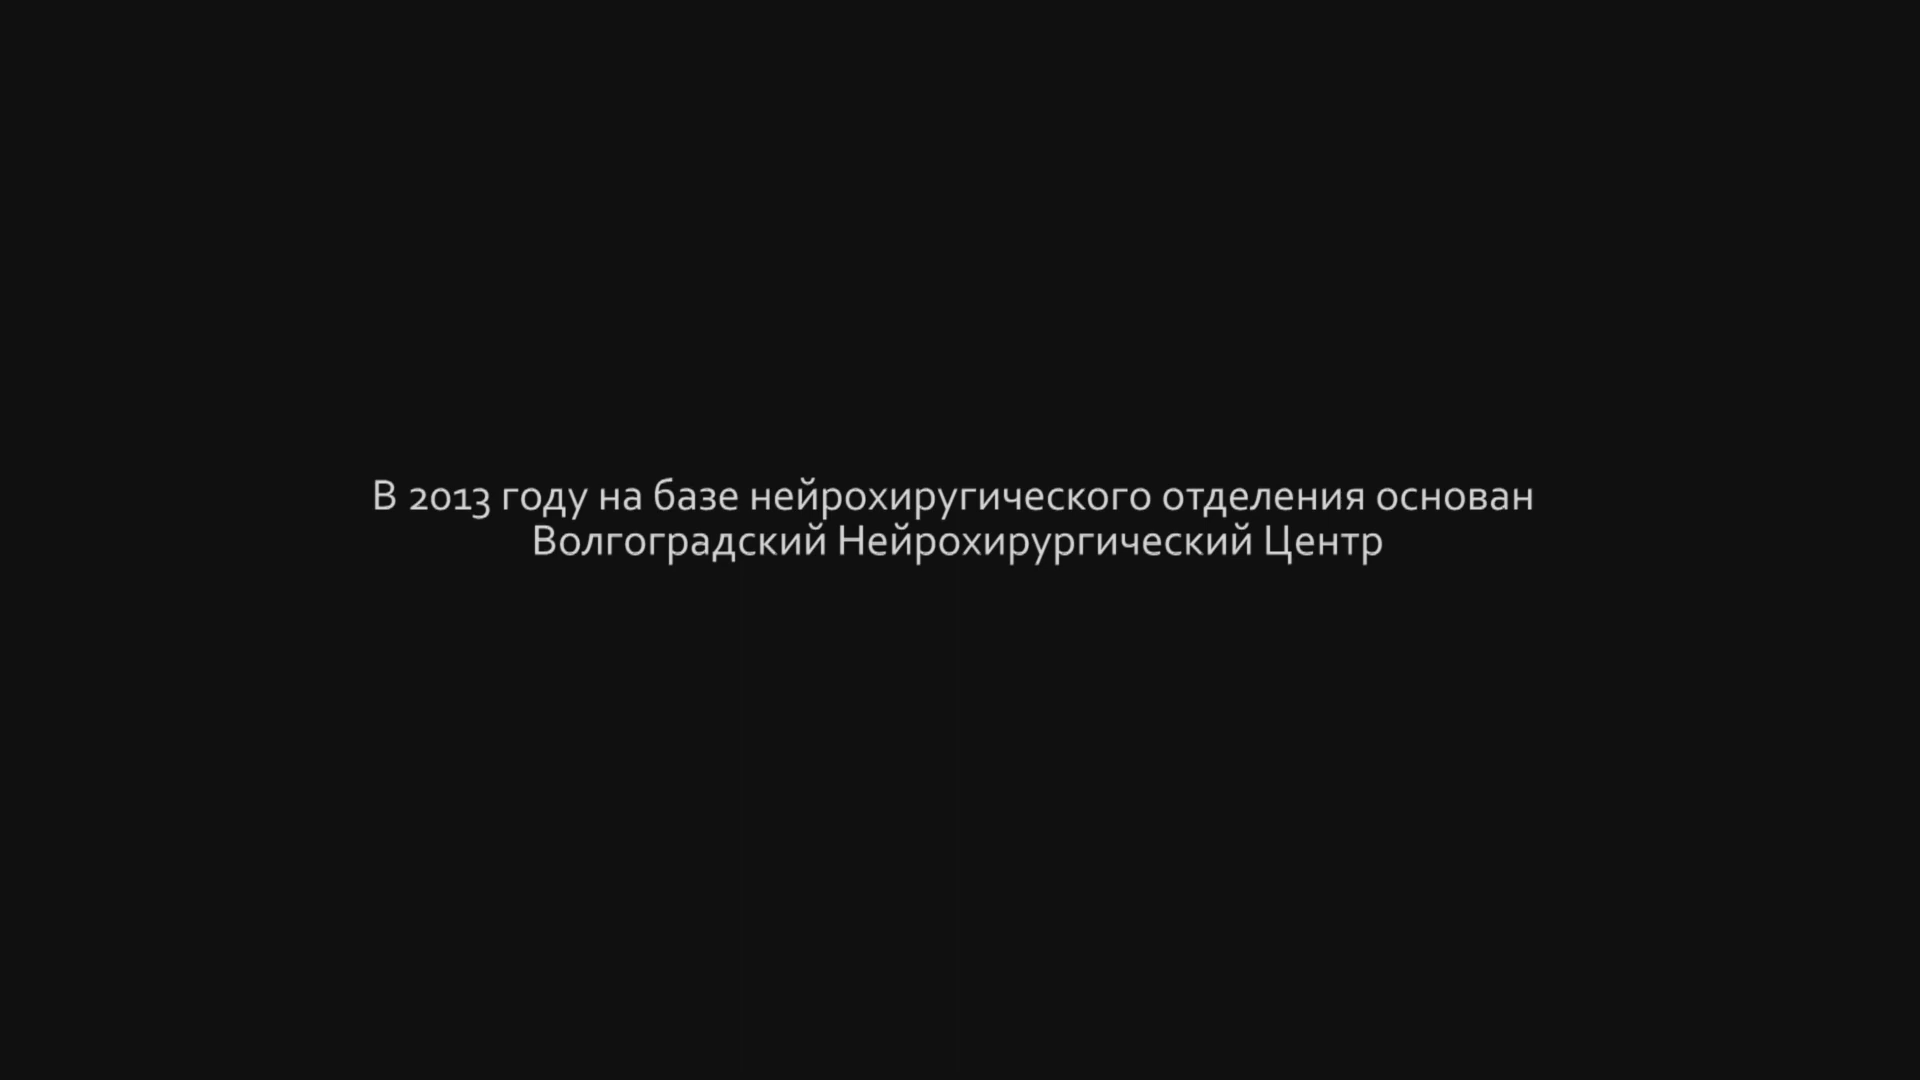 В 2013 году на базе нейрохиругического отделения основан
Волгоградский Нейрохирургический Центр